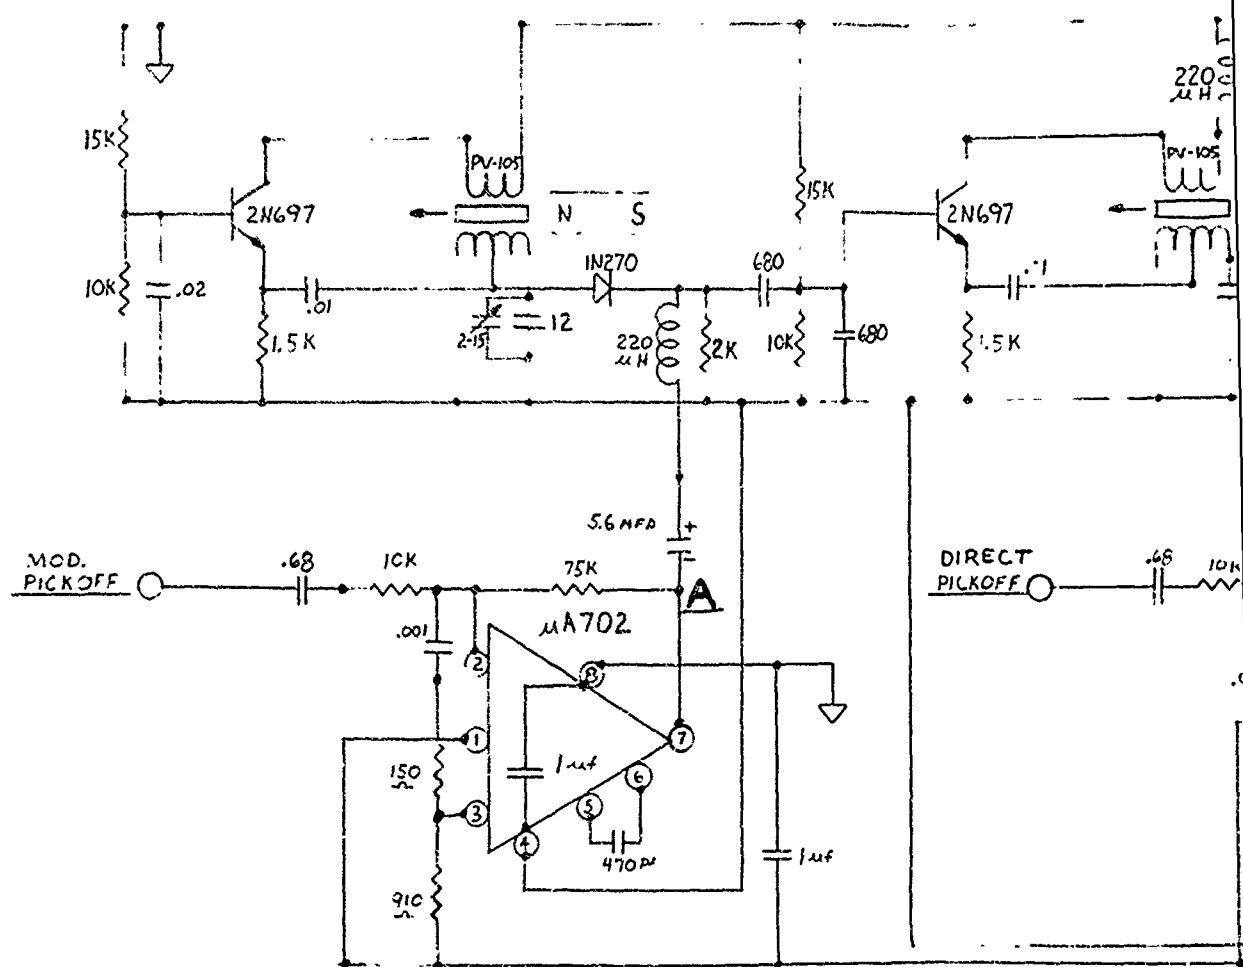 220
μH
15K
PV-105
PV-105
2N697
N S
15K
2N697
1N270
680
10K
.02
.01
12
2-15
1.5K
220
μH
2K
10K
680
1.5K
5.6 MFD
+
-
MOD.
PICKOFF
.68
10K
75K
A
DIRECT
PICKOFF
.68
10K
μA702
.001
2
8
1
7
150
Ω
1μf
6
3
5
4
470
1μf
910
Ω